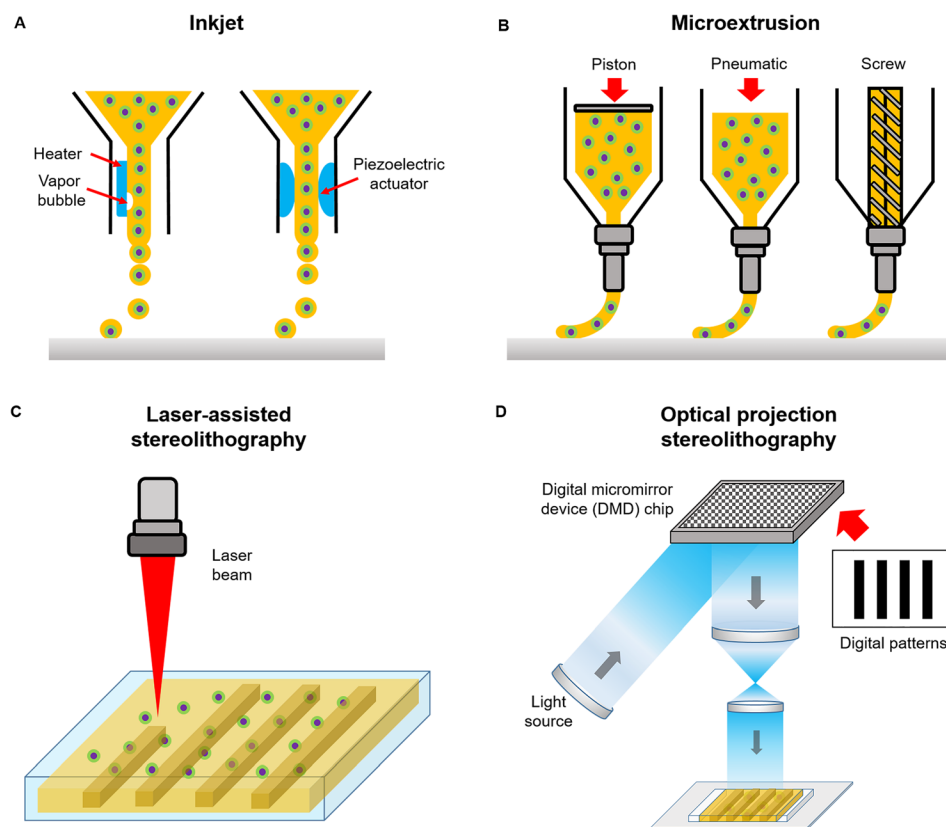 A
Inkjet
Heater
Vapor
bubble
Piezoelectric
actuator
B
Microextrusion
Piston
Pneumatic
Screw
C
Laser-assisted
stereolithography
Laser
beam
D
Optical projection
stereolithography
Digital micromirror
device (DMD) chip
Digital patterns
Light
source